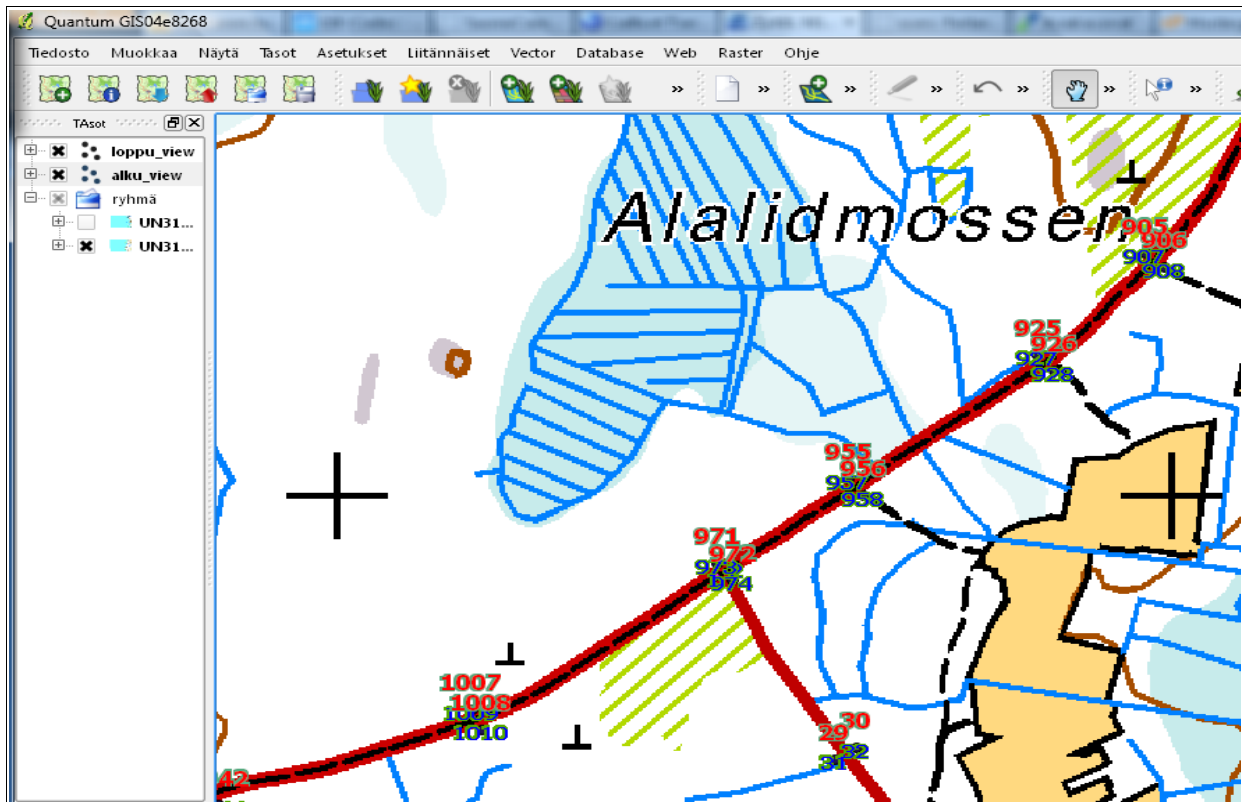 Quantum GIS04e8268
Tiedosto Muokkaa Näytä Tasot Asetukset Liitännäiset Vector Database Web Raster Ohje
» » » » » » »
TAsot
loppu_view
alku_view
ryhmä
UN31...
UN31...
Alalidmossen
905
906
907
908
925
926
927
928
955
956
957
958
971
972
973
974
1007
1008
1009
1010
30
29
32
31
42